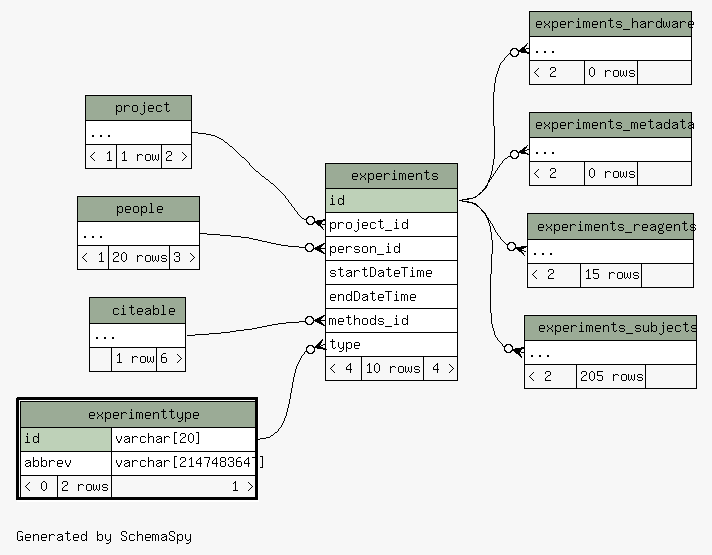 project
...
< 1 1 row 2 >
people
...
< 1 20 rows 3 >
citeable
...
1 row 6 >
experimenttype
id varchar[20]
abbrev varchar[2147483647]
< 0 2 rows 1 >
experiments
id
project_id
person_id
startDateTime
endDateTime
methods_id
type
< 4 10 rows 4 >
experiments_hardware
...
< 2 0 rows
experiments_metadata
...
< 2 0 rows
experiments_reagents
...
< 2 15 rows
experiments_subjects
...
< 2 205 rows
Generated by SchemaSpy